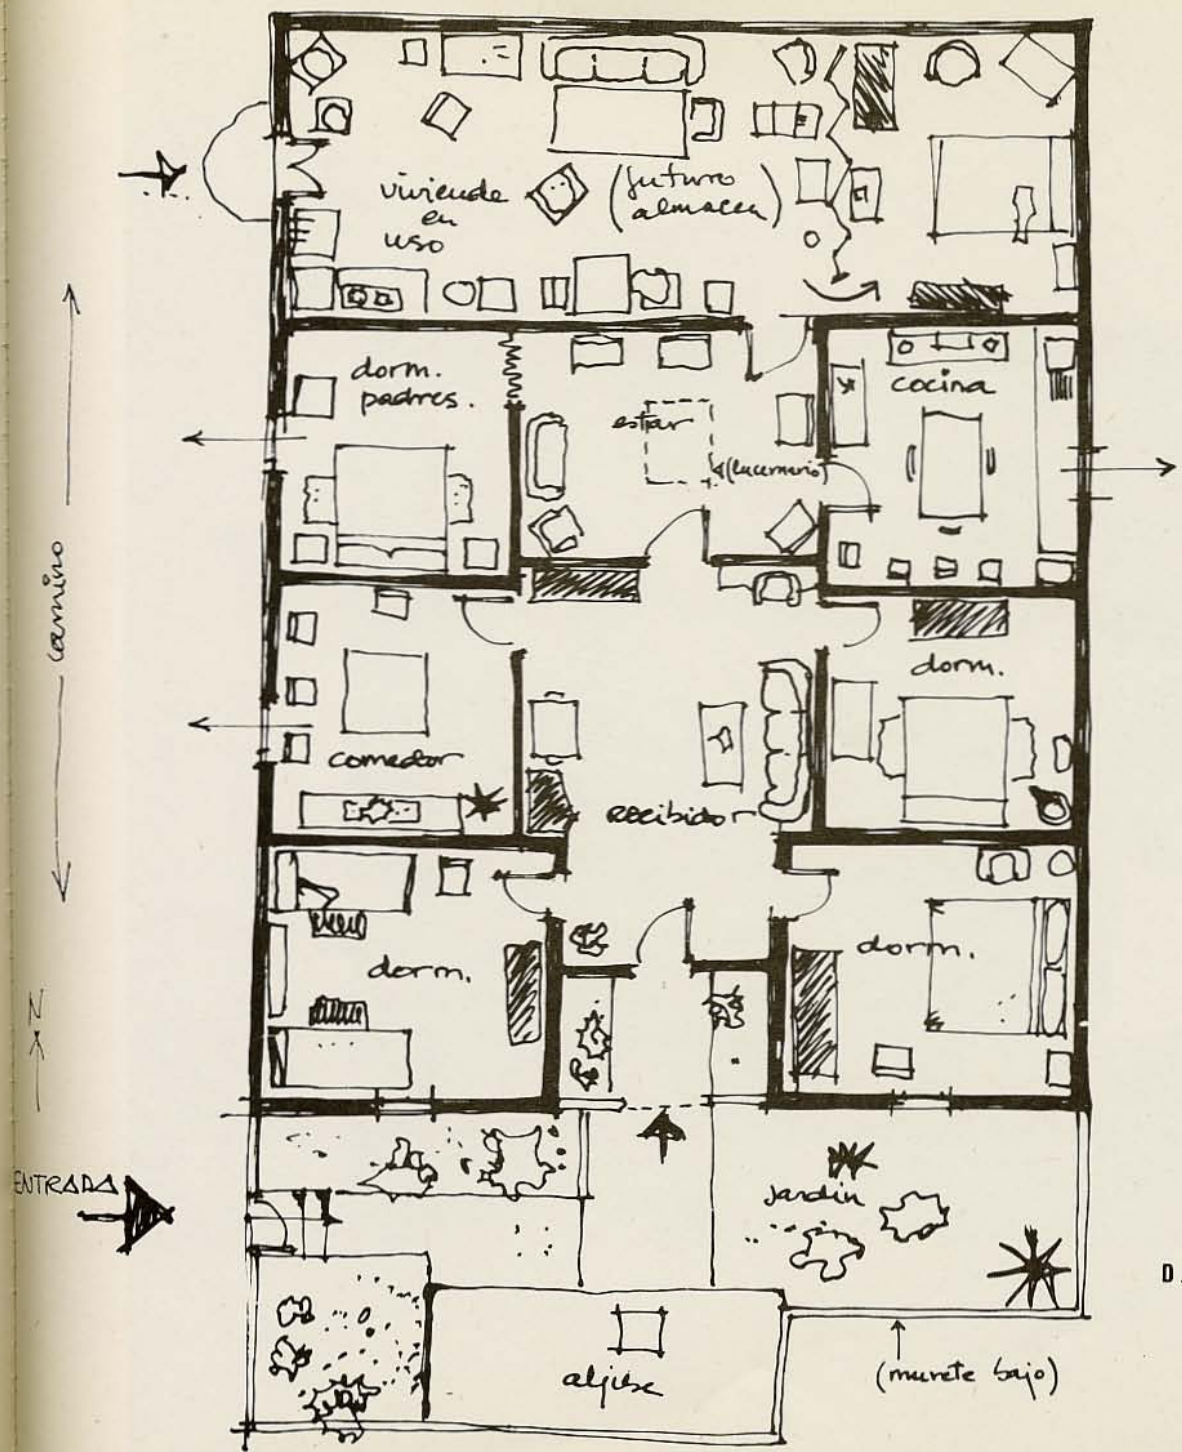 vivienda
en
uso
(futuro
almacen)
dorm.
padres.
estar
(lucernario)
cocina
camino
comedor
recibidor
dorm.
dorm.
dorm.
N
ENTRADA
jardin
aljibe
(murete bajo)
D.